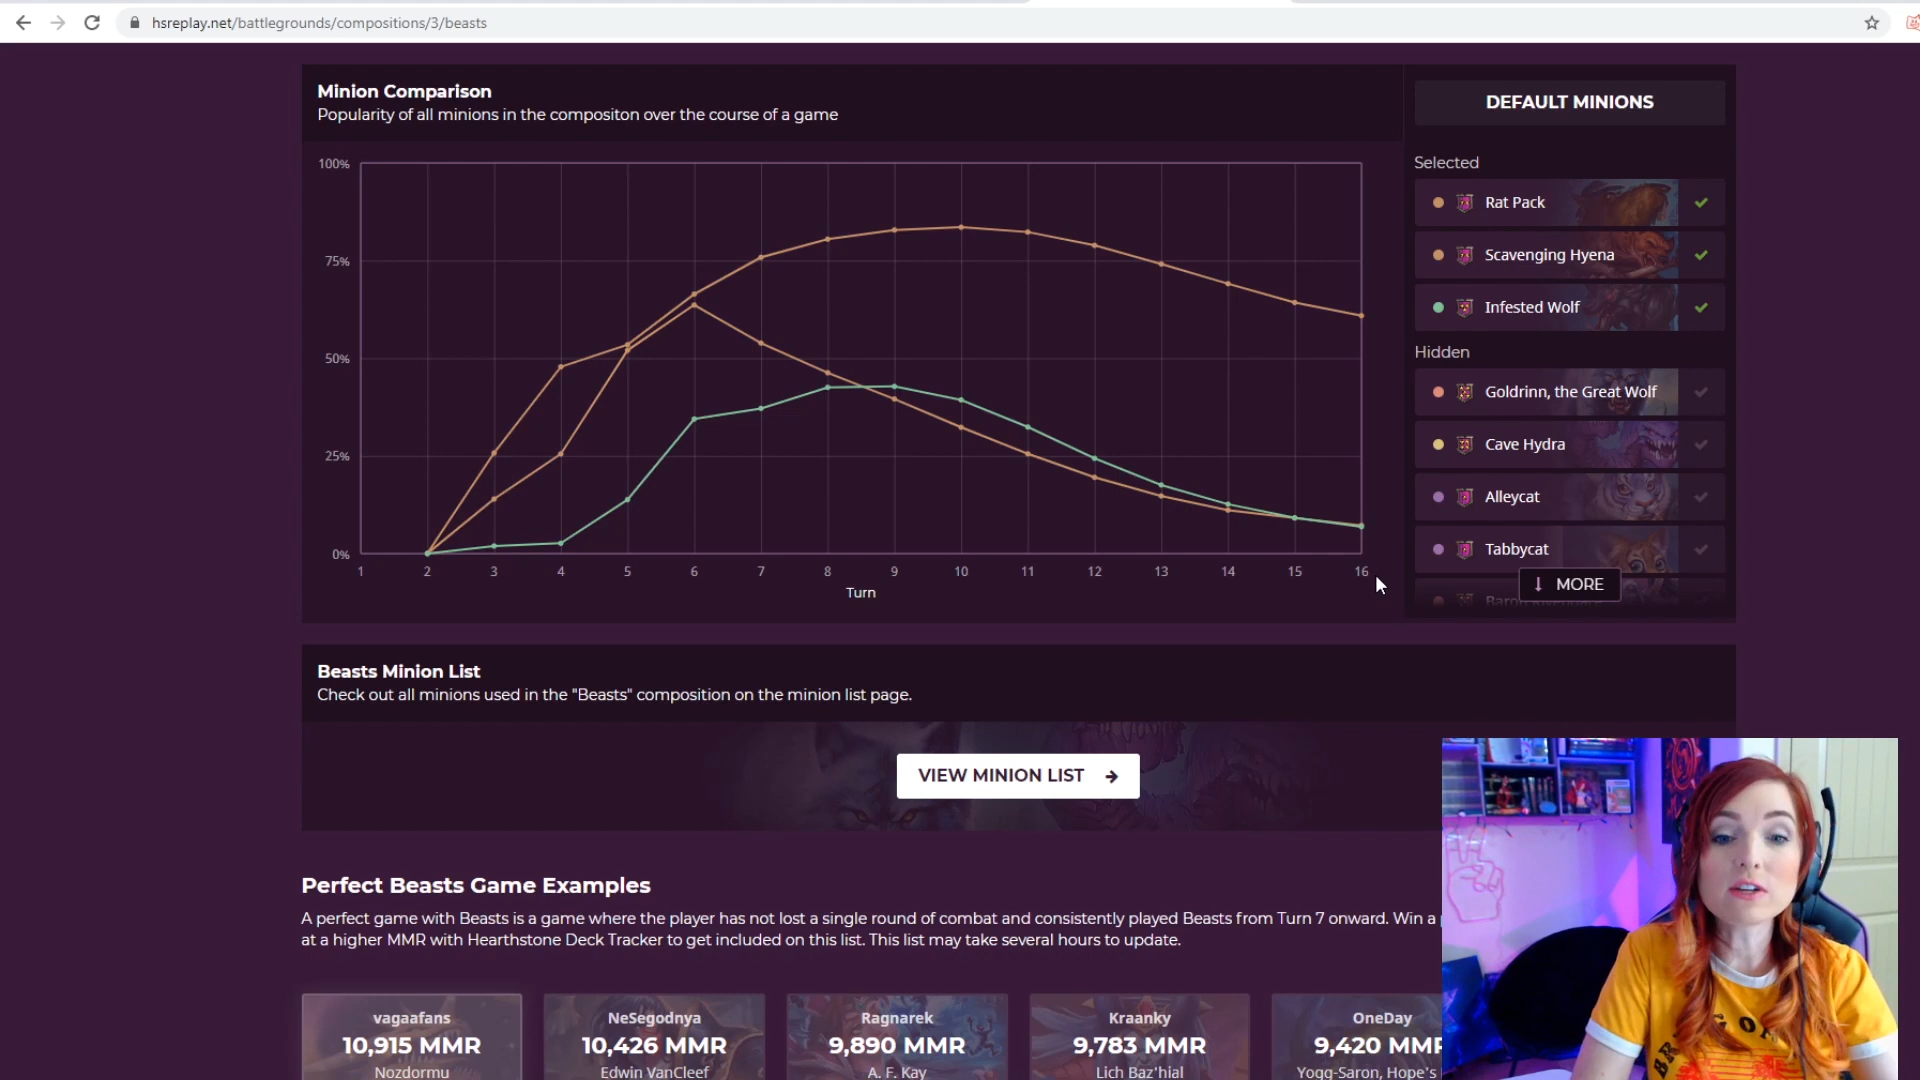 hsreplay.net/battlegrounds/compositions/3/beasts
Minion Comparison
Popularity of all minions in the compositon over the course of a game
100%
75%
50%
25%
0%
1 2 3 4 5 6 7 8 9 10 11 12 13 14 15 16
Turn
DEFAULT MINIONS
Selected
Rat Pack
Scavenging Hyena
Infested Wolf
Hidden
Goldrinn, the Great Wolf
Cave Hydra
Alleycat
Tabbycat
MORE
Beasts Minion List
Check out all minions used in the "Beasts" composition on the minion list page.
VIEW MINION LIST
Perfect Beasts Game Examples
A perfect game with Beasts is a game where the player has not lost a single round of combat and consistently played Beasts from Turn 7 onward. Win a
at a higher MMR with Hearthstone Deck Tracker to get included on this list. This list may take several hours to update.
vagaafans
10,915 MMR
Nozdormu
NeSegodnya
10,426 MMR
Edwin VanCleef
Ragnarek
9,890 MMR
A. F. Kay
Kraanky
9,783 MMR
Lich Baz'hial
OneDay
9,420 MMR
Yogg-Saron, Hope's